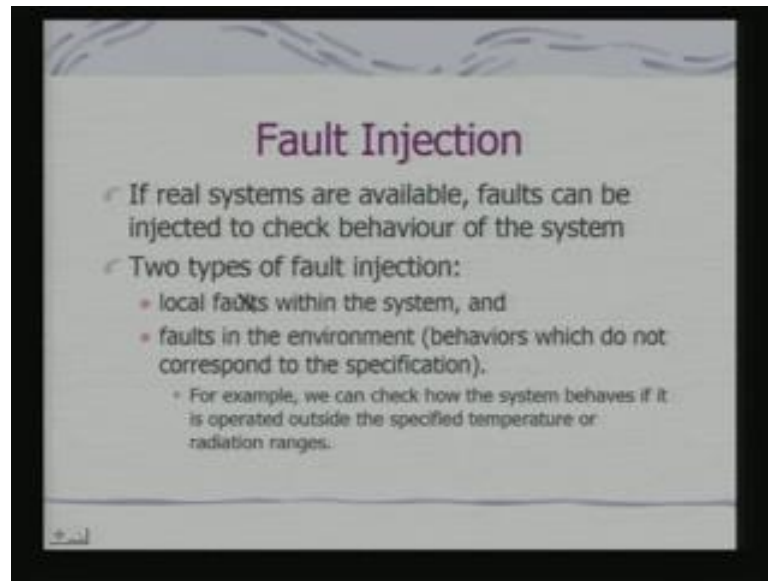 Fault Injection
If real systems are available, faults can be
injected to check behaviour of the system
Two types of fault injection:
local faults within the system, and
faults in the environment (behaviors which do not
correspond to the specification).
For example, we can check how the system behaves if it
is operated outside the specified temperature or
radiation ranges.